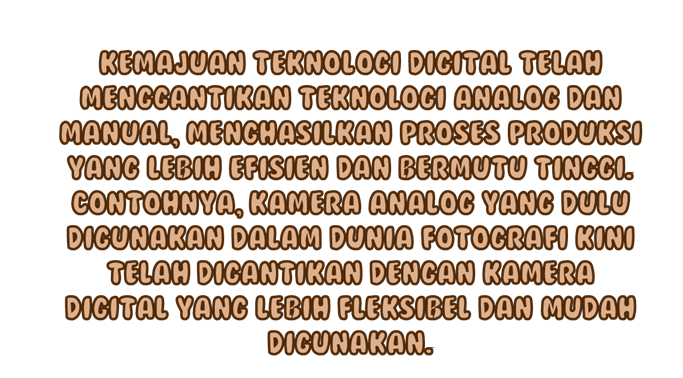 KEMAJUAN TEKNOLOGI DIGITAL TELAH
MENGGANTIKAN TEKNOLOGI ANALOG DAN
MANUAL, MENGHASILKAN PROSES PRODUKSI
YANG LEBIH EFISIEN DAN BERMUTU TINGGI.
CONTOHNYA, KAMERA ANALOG YANG DULU
DIGUNAKAN DALAM DUNIA FOTOGRAFI KINI
TELAH DIGANTIKAN DENGAN KAMERA
DIGITAL YANG LEBIH FLEKSIBEL DAN MUDAH
DIGUNAKAN.